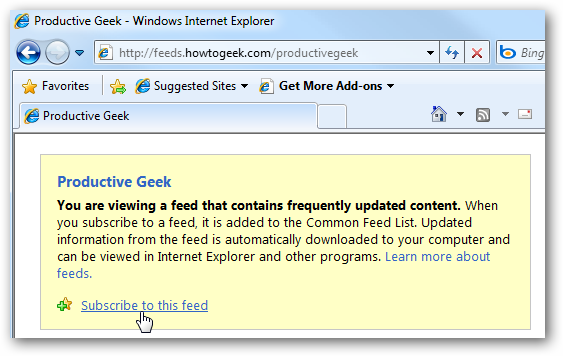 Productive Geek - Windows Internet Explorer
http://feeds.howtogeek.com/productivegeek
Bing
Favorites Suggested Sites Get More Add-ons
Productive Geek
Productive Geek
You are viewing a feed that contains frequently updated content. When
you subscribe to a feed, it is added to the Common Feed List. Updated
information from the feed is automatically downloaded to your computer and
can be viewed in Internet Explorer and other programs. Learn more about
feeds.
Subscribe to this feed